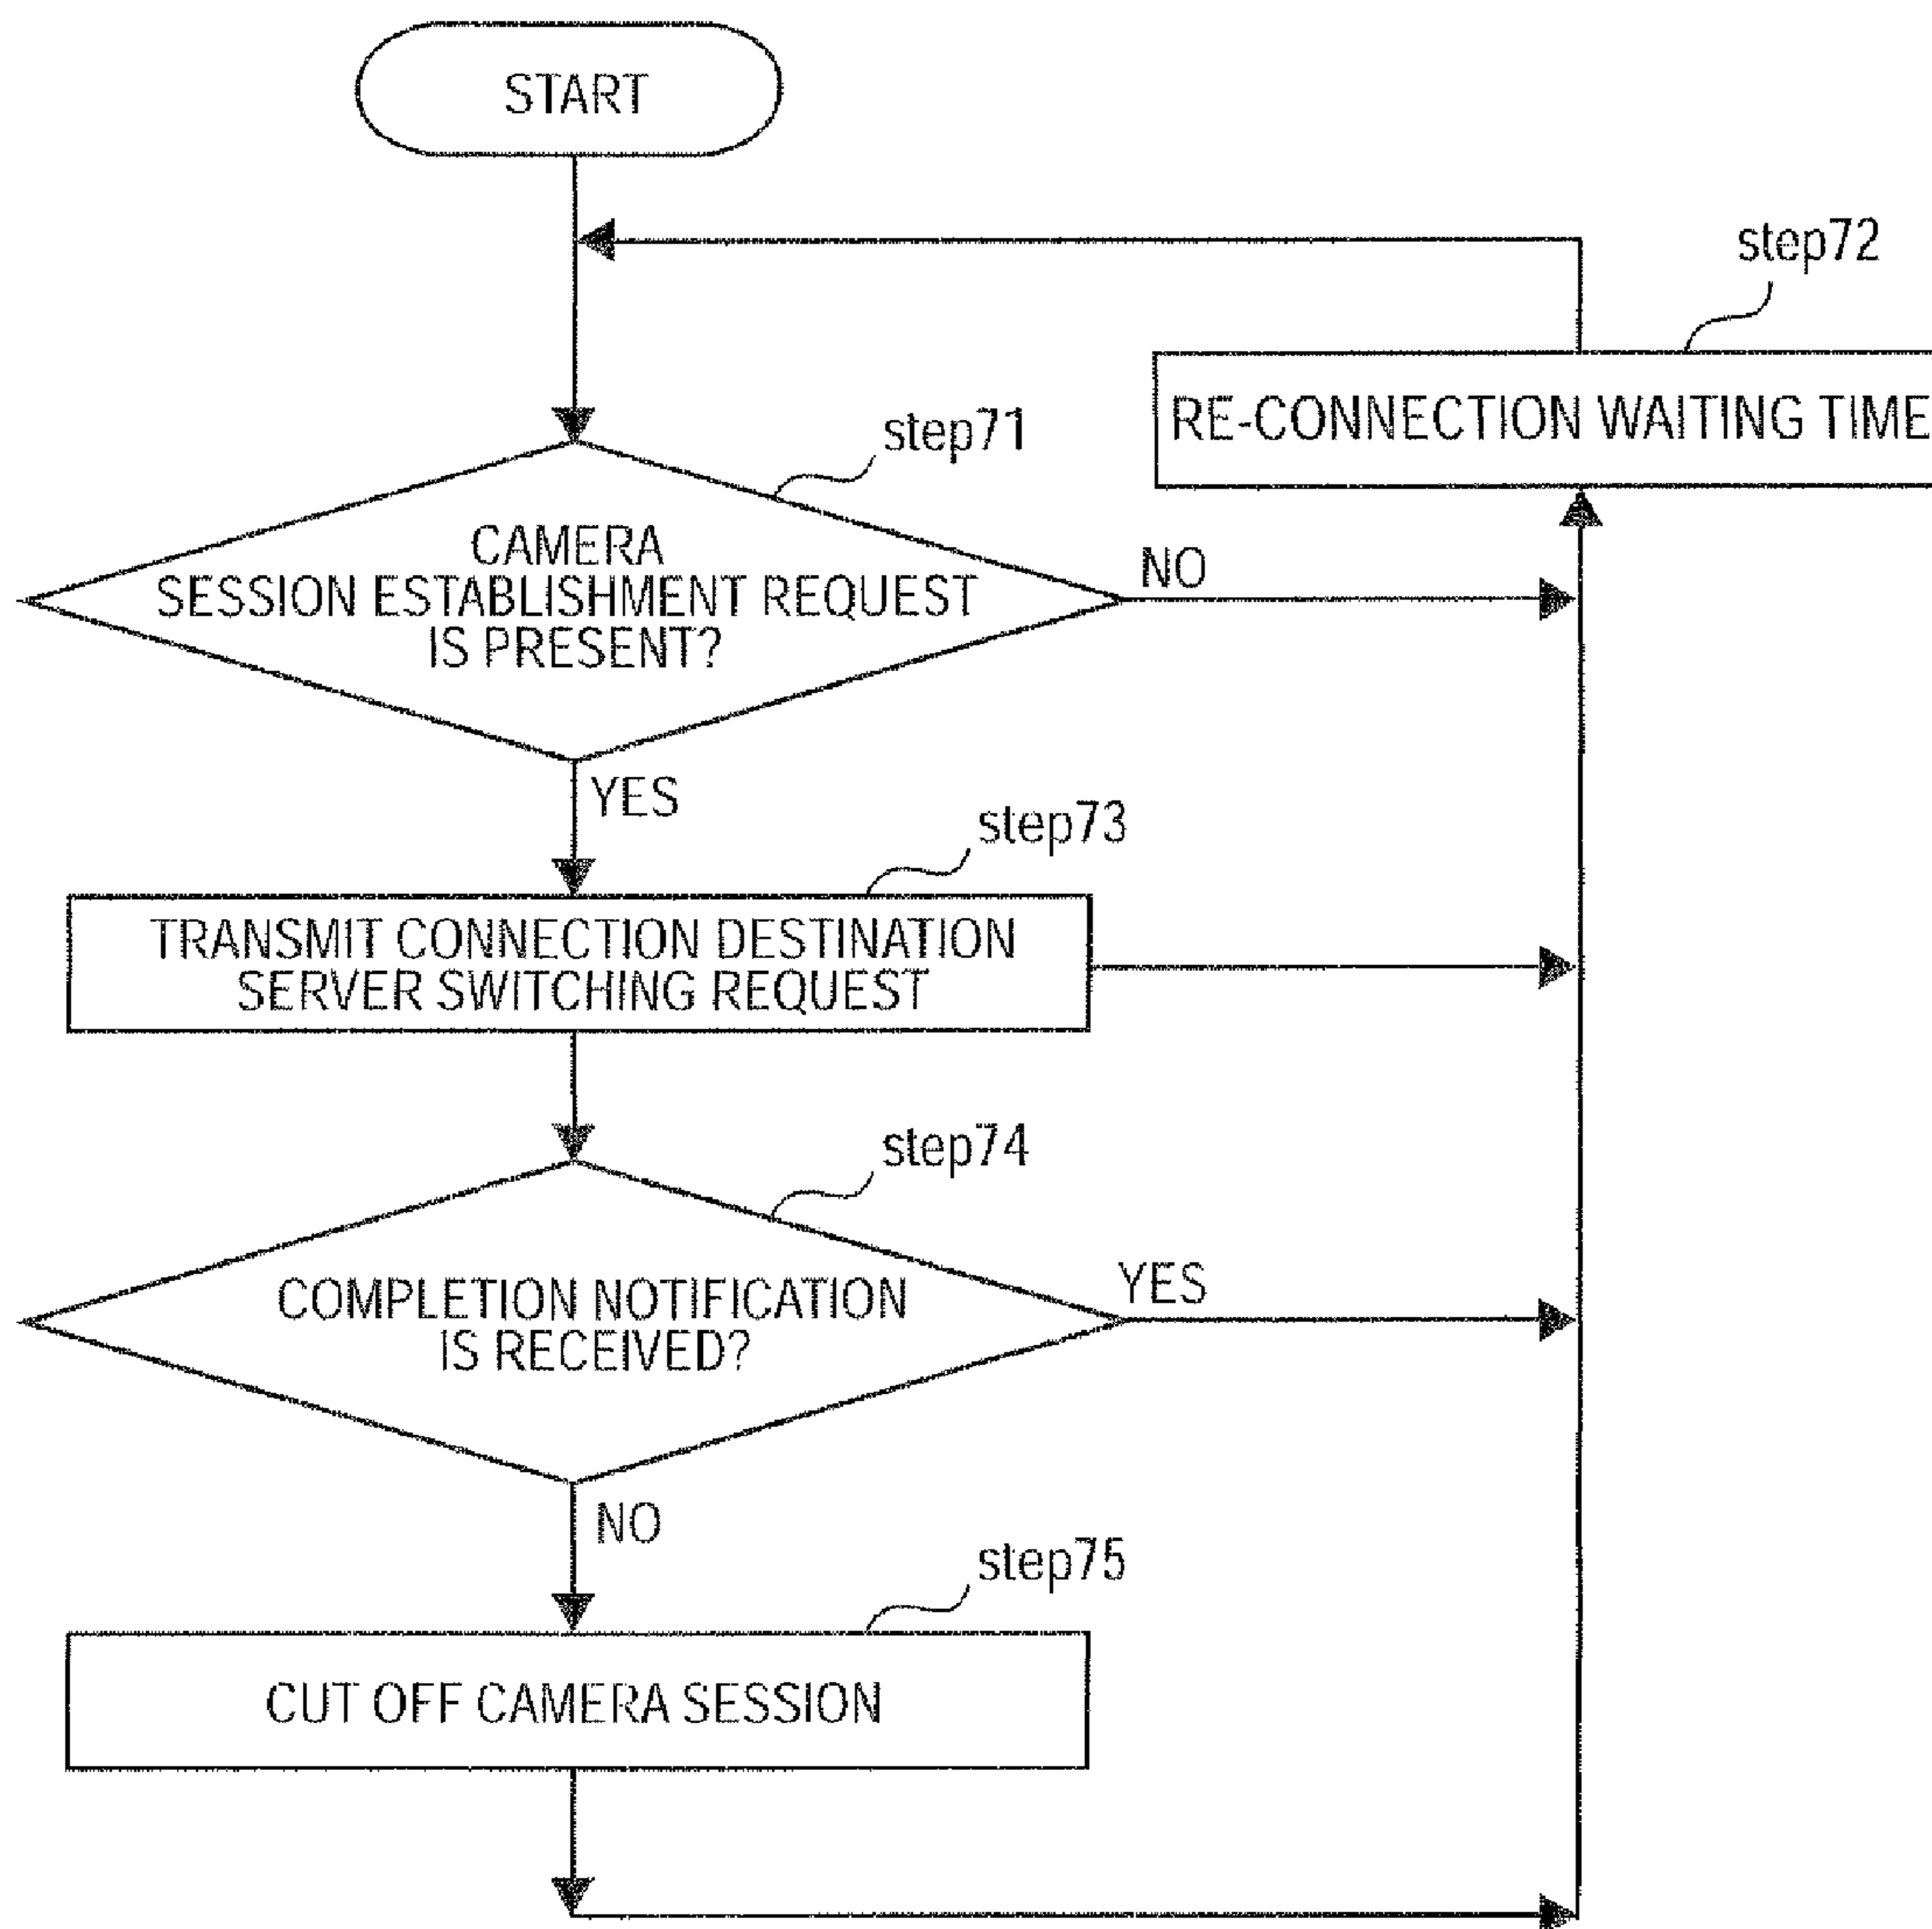 START
step72
RE-CONNECTION WAITING TIME
step71
CAMERA
SESSION ESTABLISHMENT REQUEST
IS PRESENT?
NO
YES
step73
TRANSMIT CONNECTION DESTINATION
SERVER SWITCHING REQUEST
step74
COMPLETION NOTIFICATION
IS RECEIVED?
YES
NO
step75
CUT OFF CAMERA SESSION